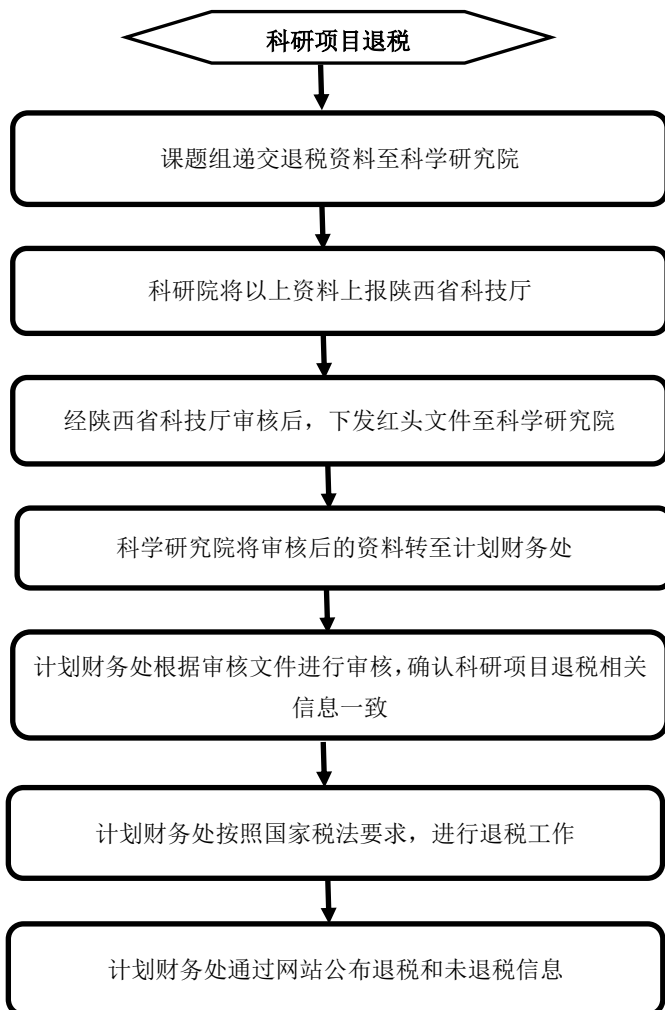 科研项目退税
课题组递交退税资料至科学研究院
科研院将以上资料上报陕西省科技厅
经陕西省科技厅审核后，下发红头文件至科学研究院
科学研究院将审核后的资料转至计划财务处
计划财务处根据审核文件进行审核,确认科研项目退税相关
信息一致
计划财务处按照国家税法要求，进行退税工作
计划财务处通过网站公布退税和未退税信息